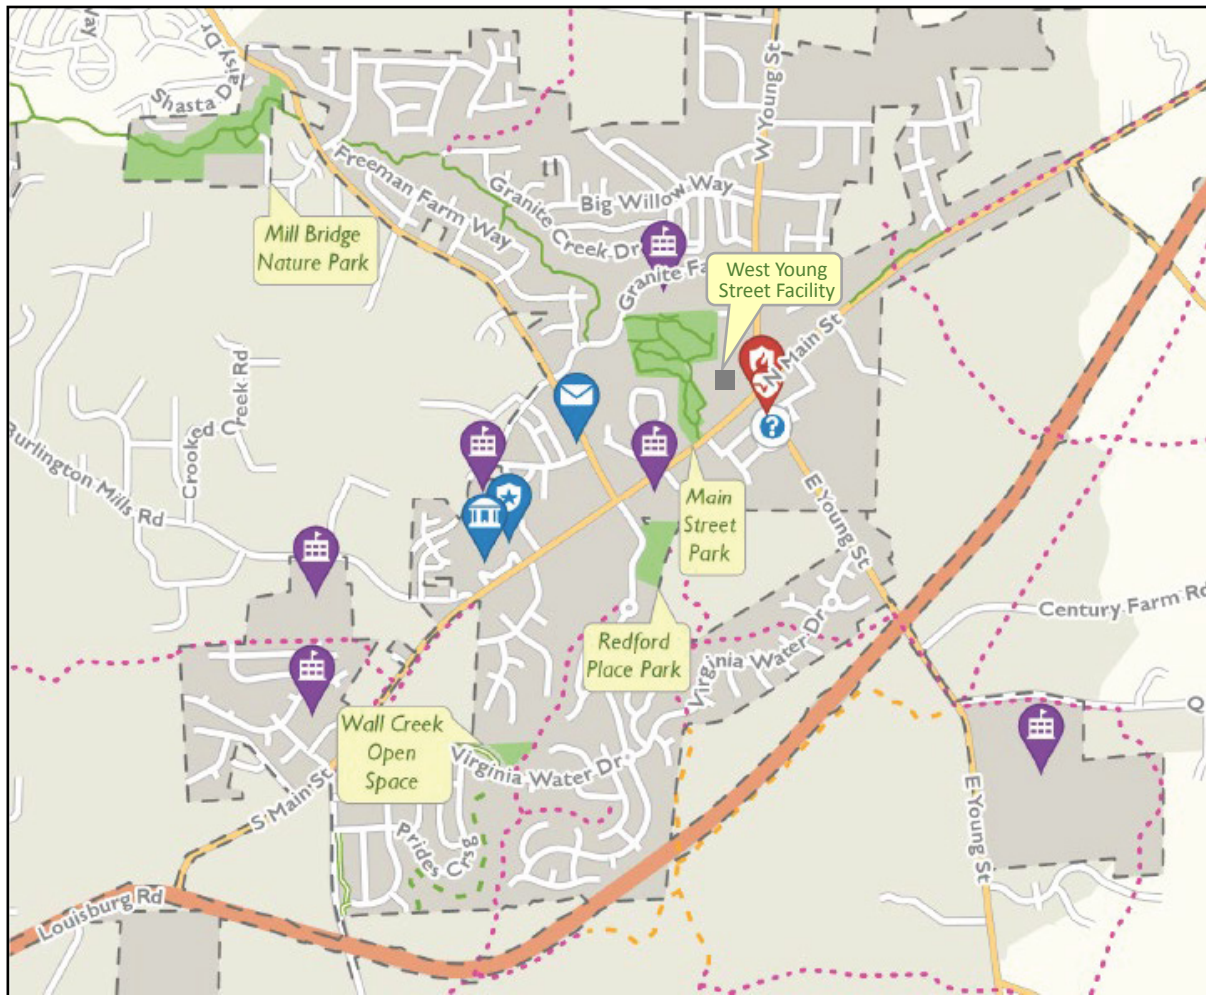 Way
Shasta Daisy Dr
W Young St
Freeman Farm Way
Granite Creek Dr
Big Willow Way
Mill Bridge
Nature Park
Granite Fa
West Young
Street Facility
N Main St
Crooked Creek Rd
Burlington Mills Rd
?
Main
Street
Park
E Young St
Century Farm Rd
Redford
Place Park
Virginia Water Dr
Wall Creek
Open
Space
Virginia Water Dr
Q
S Main St
Prides Crsg
E Young St
Louisburg Rd